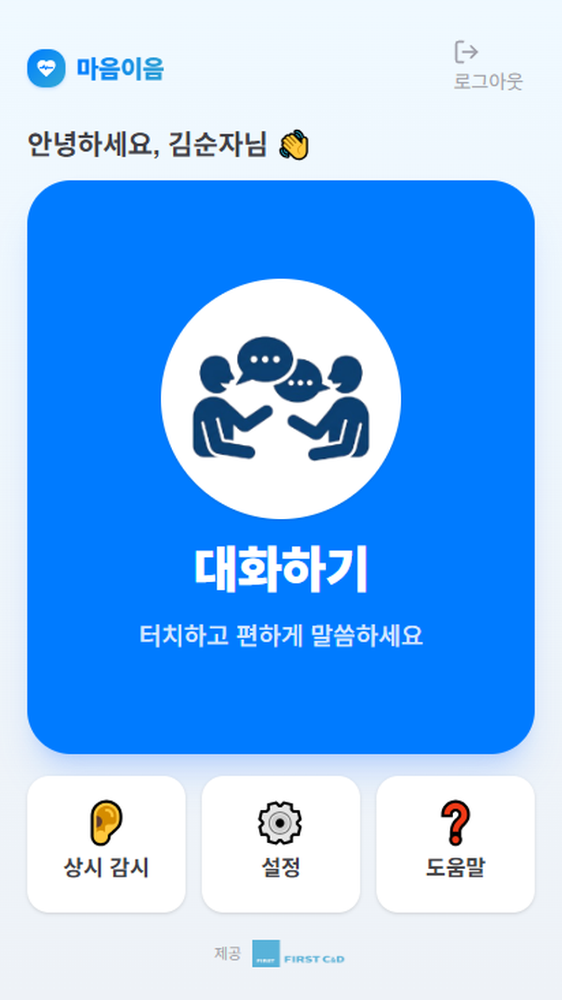 마음이음
로그아웃
안녕하세요, 김순자님
대화하기
터치하고 편하게 말씀하세요
상시 감시
설정
도움말
제공
FIRST
FIRST C&D